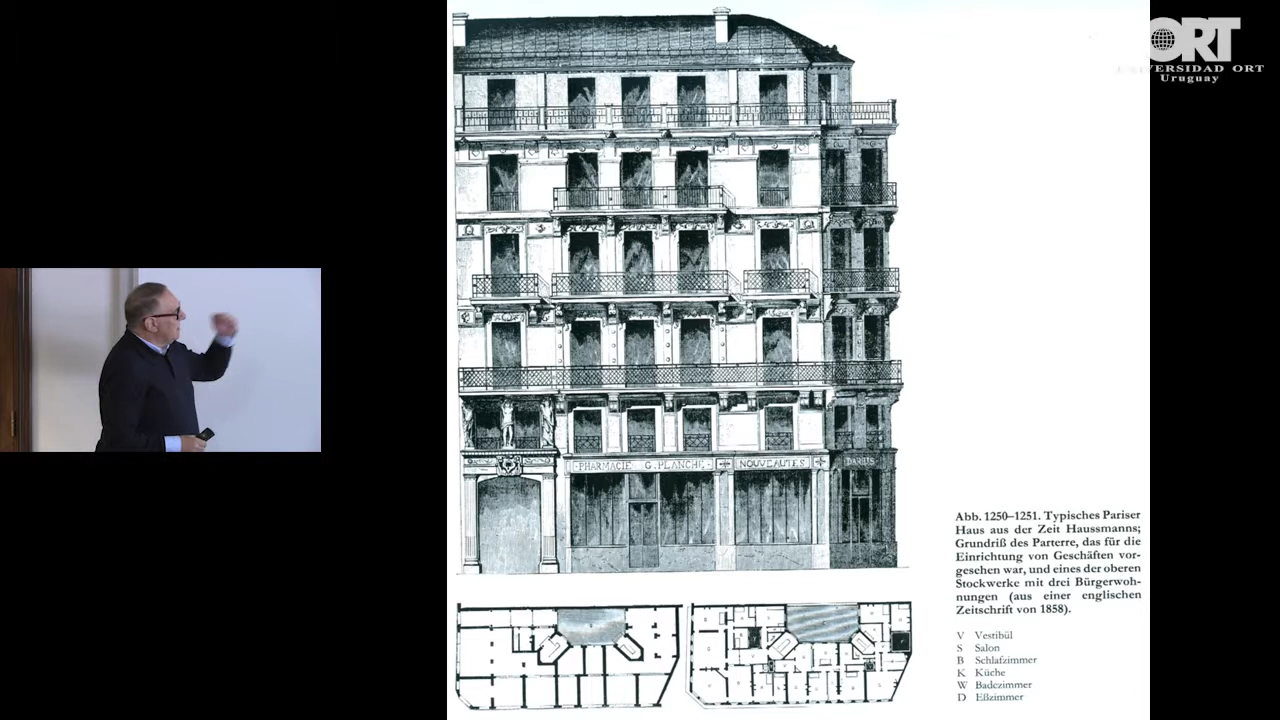 ORT
UNIVERSIDAD ORT
Uruguay
PHARMACIE G. PLANCHE
NOUVEAUTES
Abb. 1250–1251. Typisches Pariser
Haus aus der Zeit Haussmanns;
Grundriß des Parterre, das für die
Einrichtung von Geschäften vor-
gesehen war, und eines der oberen
Stockwerke mit drei Bürgerwoh-
nungen (aus einer englischen
Zeitschrift von 1858).
V Vestibül
S Salon
B Schlafzimmer
K Küche
W Badezimmer
D Eßzimmer